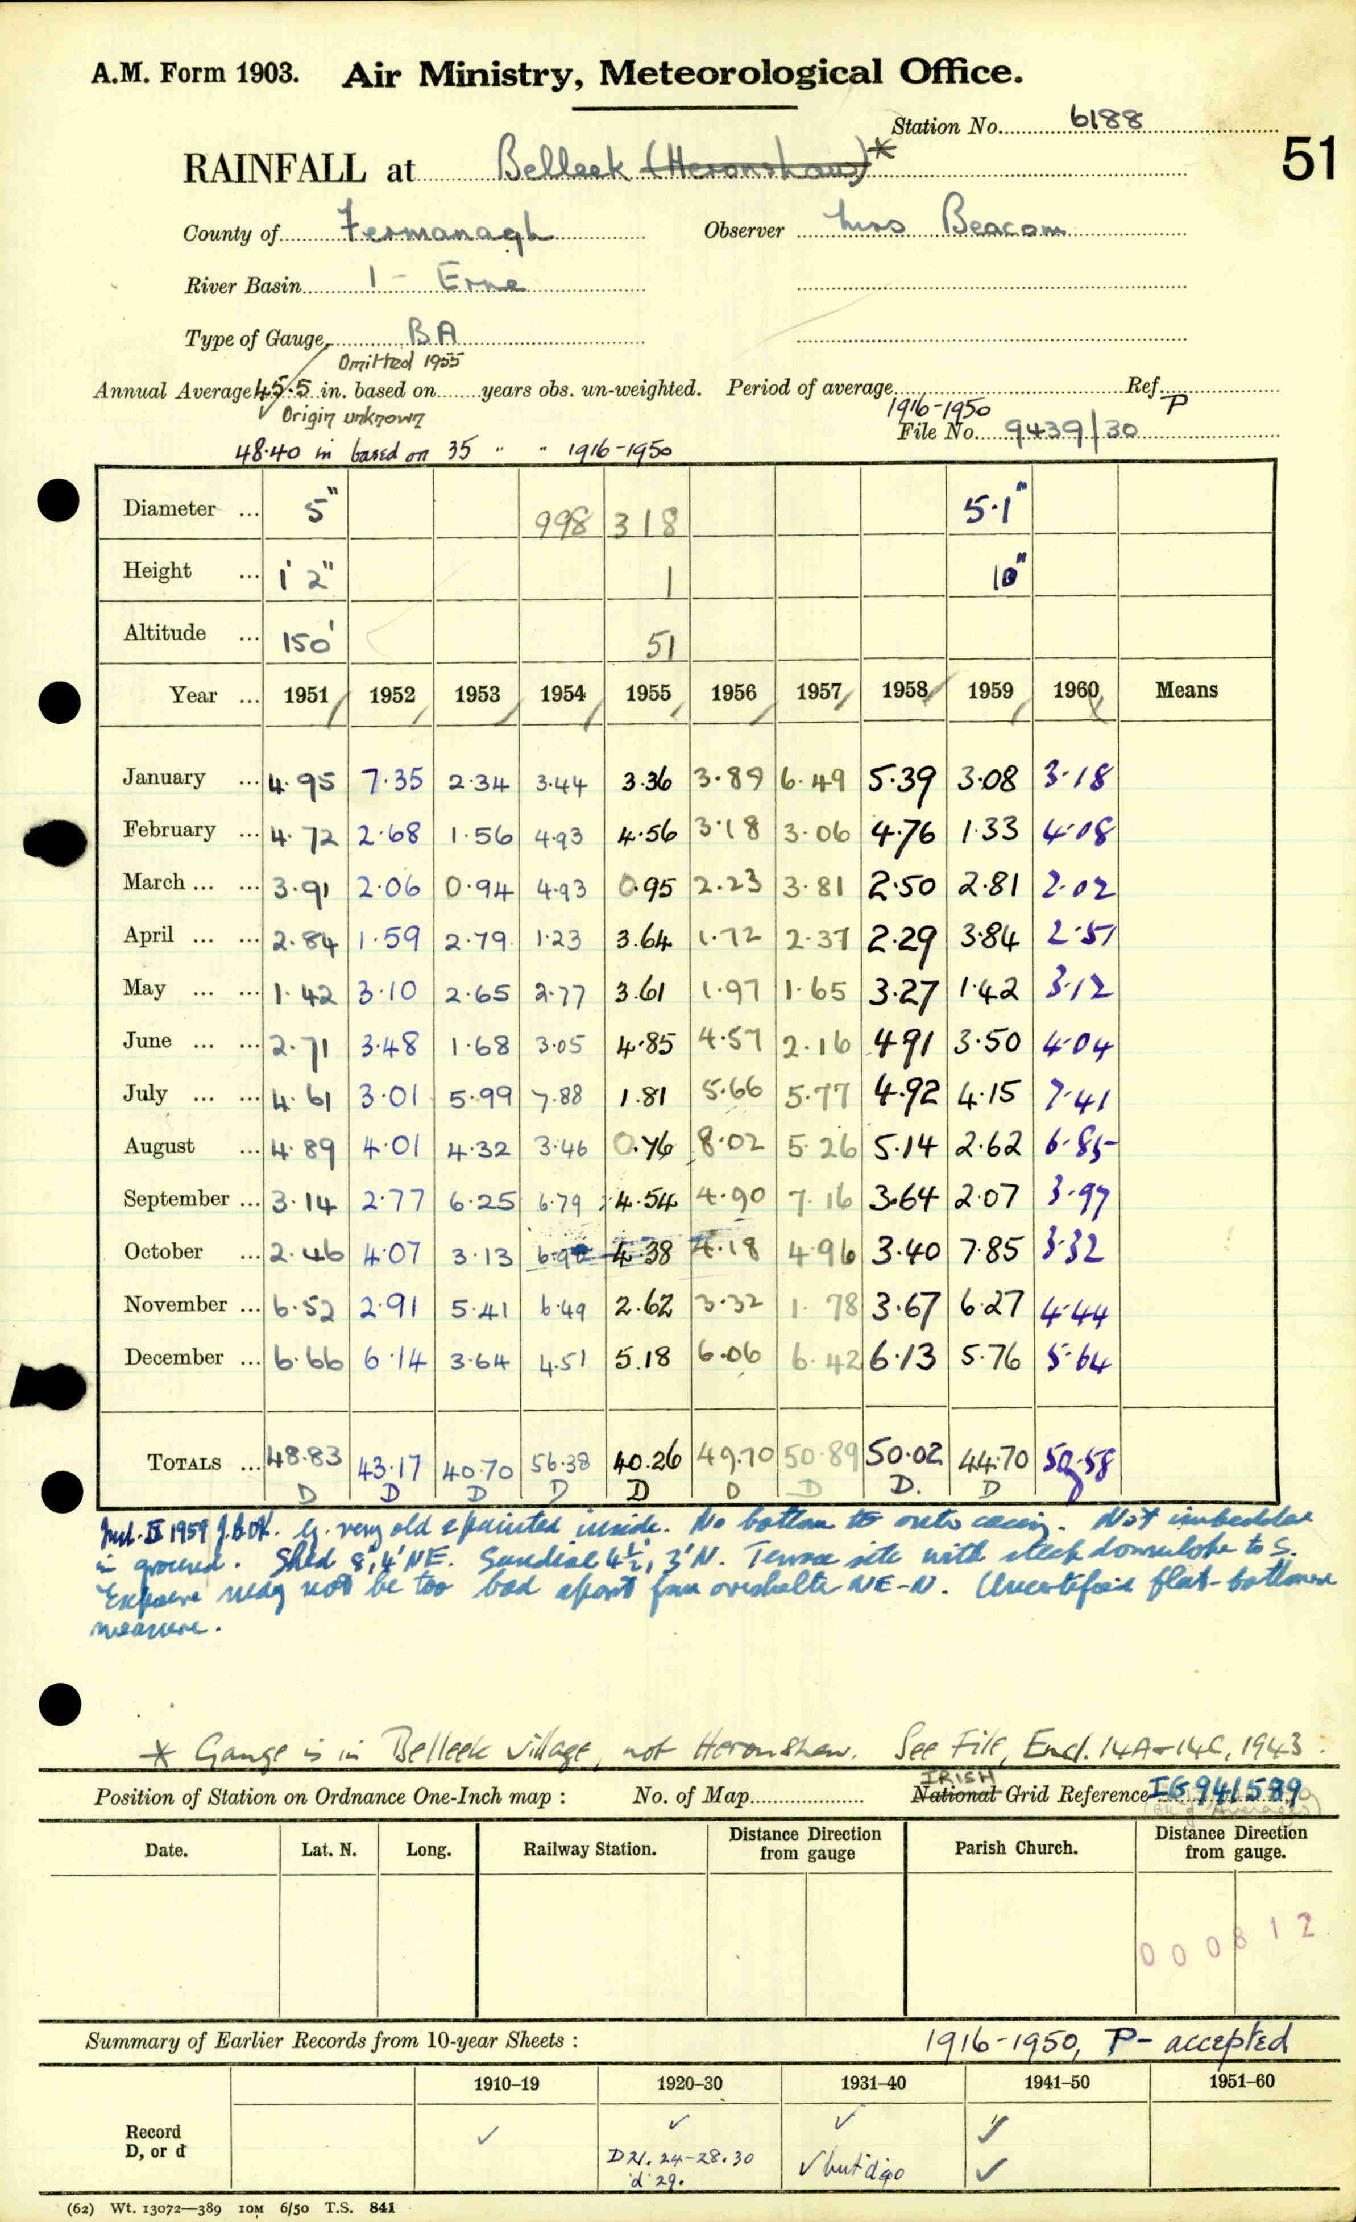 A.M. Form 1903. Air Ministry, Meteorological Office.
Station No. 6188
51
RAINFALL at Belleek (Heronshaw)*
County of Fermanagh Observer Miss Beacom
River Basin 1 - Erne
Type of Gauge BA
Omitted 1955
Annual Average 45.5 in. based on years obs. un-weighted. Period of average Ref. P
Origin unknown 1916-1950
File No. 9439/30
48.40 in based on 35 " " 1916-1950
Diameter ... 5" 998 318 5.1"
Height ... 1' 2" 1 10"
Altitude ... 150' 51
Year ... 1951 1952 1953 1954 1955 1956 1957 1958 1959 1960 Means
January ... 4.95 7.35 2.34 3.44 3.36 3.89 6.49 5.39 3.08 3.18
February ... 4.72 2.68 1.56 4.93 4.56 3.18 3.06 4.76 1.33 4.08
March ... ... 3.91 2.06 0.94 4.93 0.95 2.23 3.81 2.50 2.81 2.02
April ... ... 2.84 1.59 2.79 1.23 3.64 1.72 2.37 2.29 3.84 2.51
May ... ... 1.42 3.10 2.65 2.77 3.61 1.97 1.65 3.27 1.42 3.12
June ... ... 2.71 3.48 1.68 3.05 4.85 4.57 2.16 4.91 3.50 4.04
July ... ... 4.61 3.01 5.99 7.88 1.81 5.66 5.77 4.92 4.15 7.41
August ... 4.89 4.01 4.32 3.46 0.76 8.02 5.26 5.14 2.62 6.85
September ... 3.14 2.77 6.25 6.79 4.54 4.90 7.16 3.64 2.07 3.97
October ... 2.46 4.07 3.13 6.90 4.38 4.18 4.96 3.40 7.85 3.32
November ... 6.52 2.91 5.41 6.49 2.62 3.32 1.78 3.67 6.27 4.44
December ... 6.66 6.14 3.64 4.51 5.18 6.06 6.42 6.13 5.76 5.64
TOTALS ... 48.83 43.17 40.70 56.38 40.26 49.70 50.89 50.02 44.70 50.58
D D D D D D D D. D
1959 very old & painted inside. No bottom to outer casing. Not imbedded
in ground. Shed 8', 4' NE. Sundial 4½', 3' N. Terrace site with steep downslope to S.
Exposure may not be too bad apart from overshelter NE-N. Uncertified flat-bottomed
measure.
* Gauge is in Belleek village, not Heronshaw. See File, Encl. 14A-14C, 1943.
IRISH
Position of Station on Ordnance One-Inch map : No. of Map National Grid Reference IG 941589
Date. Lat. N. Long. Railway Station. Distance from Direction gauge Parish Church. Distance from Direction gauge.
000812
Summary of Earlier Records from 10-year Sheets : 1916-1950, P- accepted
1910-19 1920-30 1931-40 1941-50 1951-60
Record D, or d ✓ ✓ ✓ ✓
D 21. 24-28. 30 ✓ but d 40 ✓
'd' 29.
(62) Wt. 13072—389 10M 6/50 T.S. 841